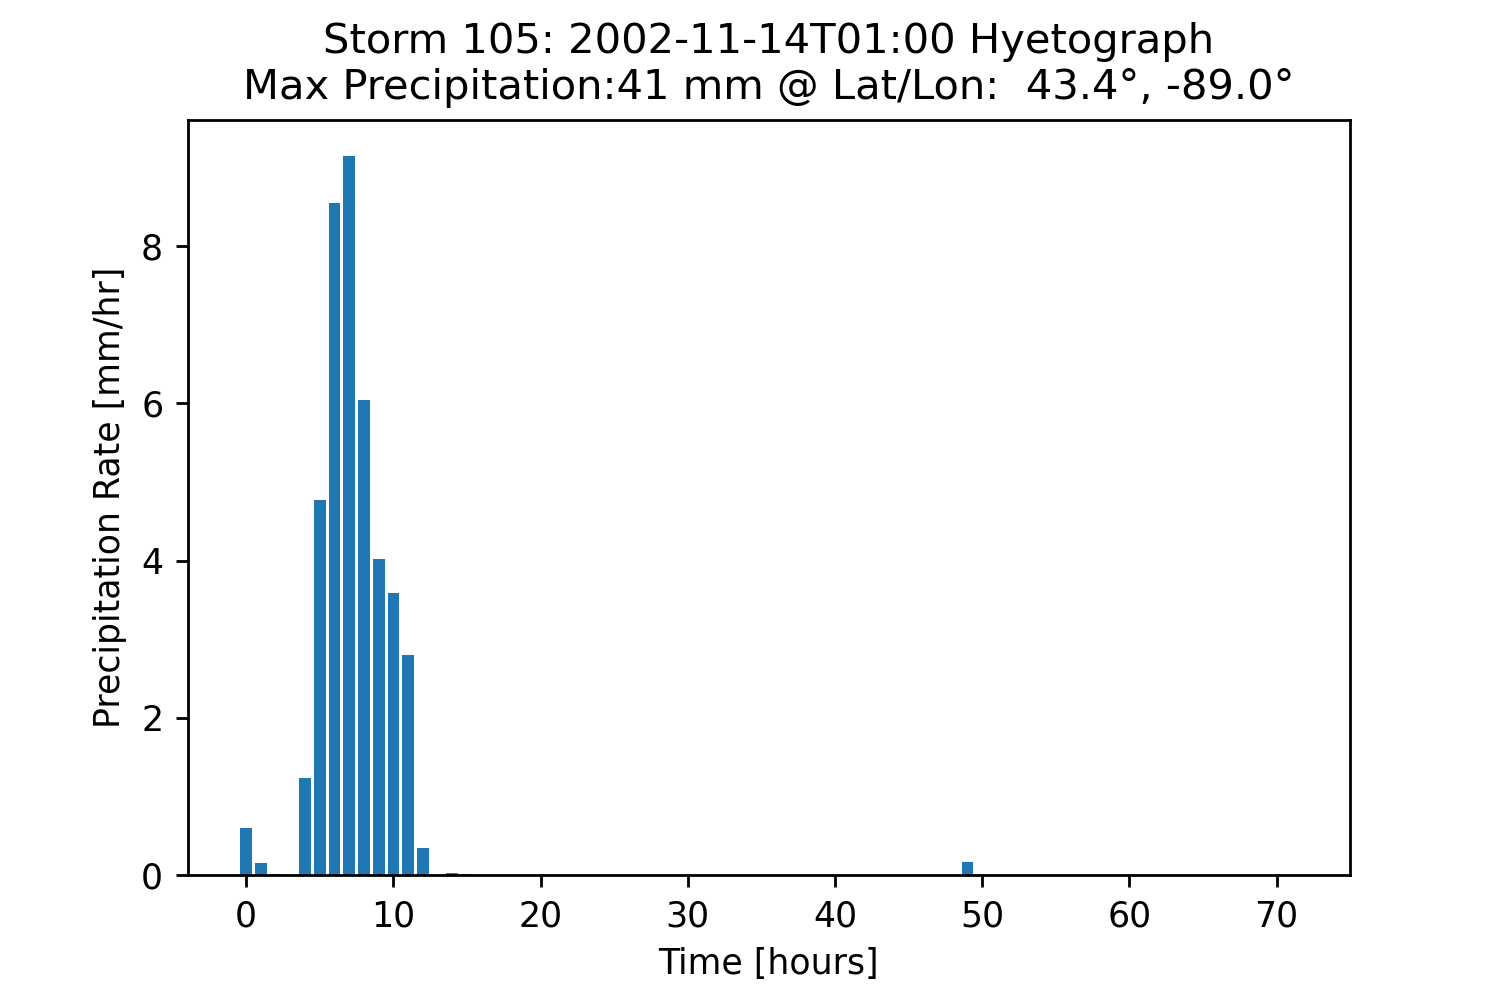 Storm 105: 2002-11-14T01:00 Hyetograph
Max Precipitation:41 mm @ Lat/Lon:  43.4°, -89.0°
Precipitation Rate [mm/hr]
8
6
4
2
0
0 10 20 30 40 50 60 70
Time [hours]